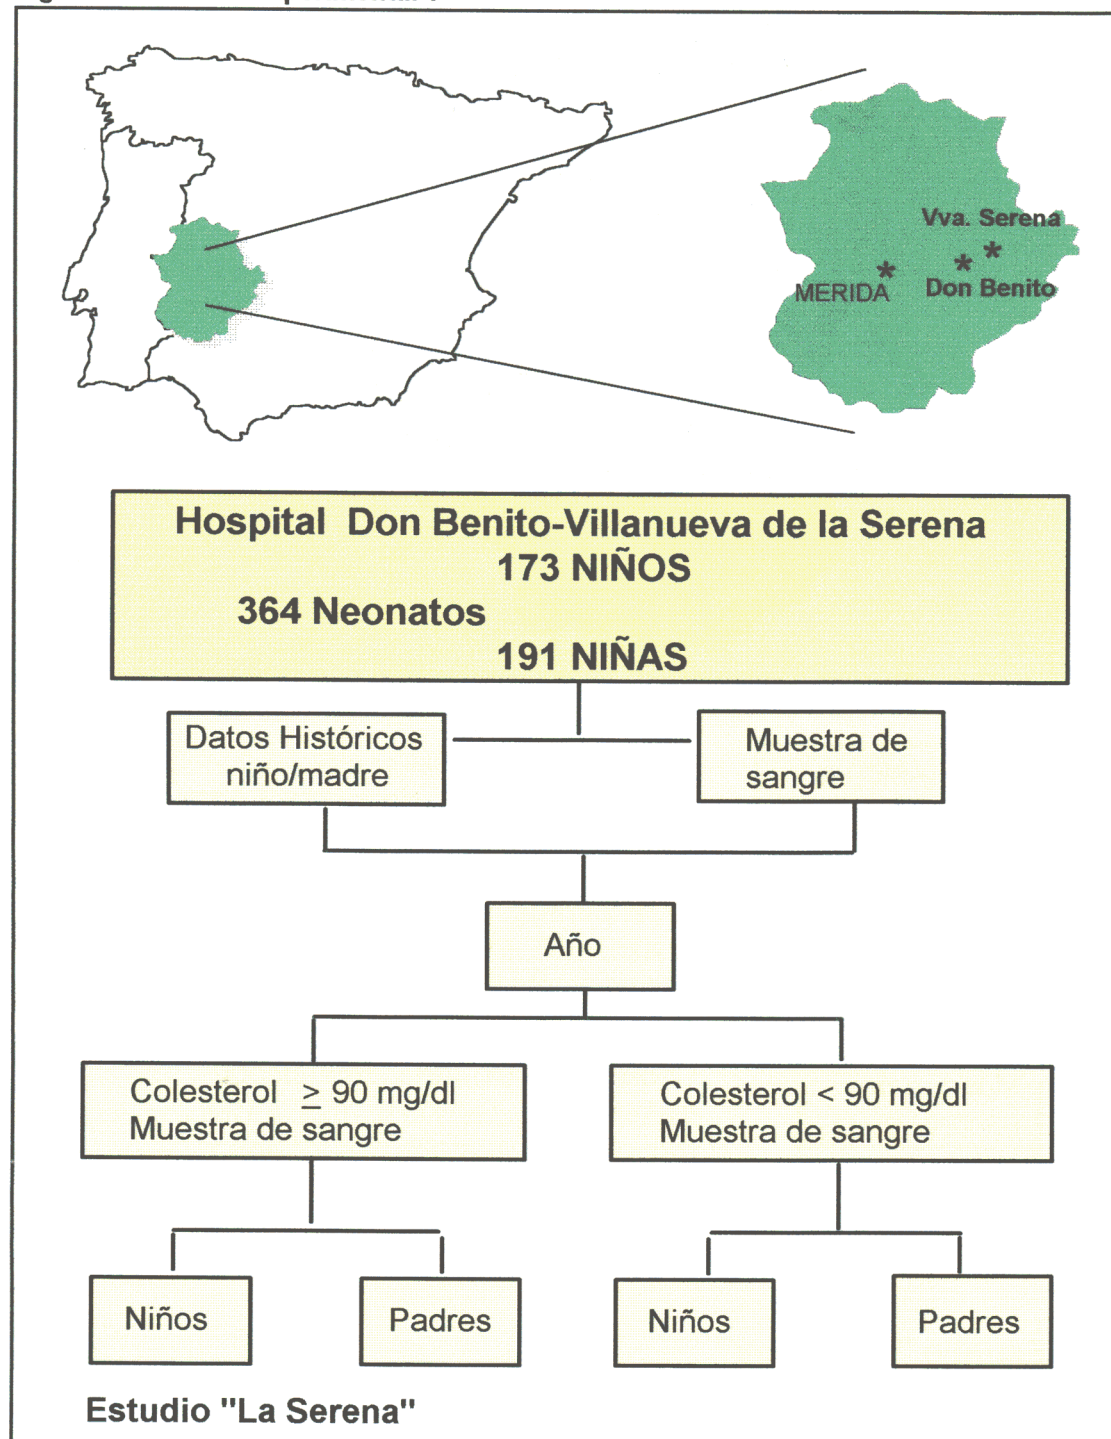 Vva. Serena
* *
*
MERIDA
Don Benito
Hospital Don Benito-Villanueva de la Serena
173 NIÑOS
364 Neonatos
191 NIÑAS
Datos Históricos
niño/madre
Muestra de
sangre
Año
Colesterol ≥ 90 mg/dl
Muestra de sangre
Colesterol < 90 mg/dl
Muestra de sangre
Niños
Padres
Niños
Padres
Estudio "La Serena"